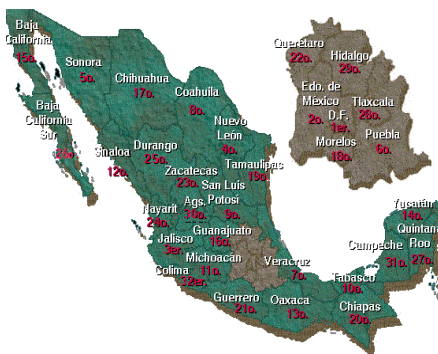 Baja
California
15o.
Sonora
5o.
Chihuahua
17o.
Coahuila
8o.
Nuevo
León
4o.
Baja
California
Sur
Sinaloa
12o.
Durango
25o.
Zacatecas
23o.
Tamaulipas
19o.
San Luis
Potosí
9o.
Nayarit
24o.
Ags.
Jalisco
3er.
Guanajuato
16o.
Colima
32er.
Michoacán
11o.
Guerrero
21o.
Veracruz
7o.
Oaxaca
13o.
Tabasco
Chiapas
20o.
Campeche
31o.
Yucatán
14o.
Quintana
Roo
27o.
Querétaro
22o.
Hidalgo
29o.
Edo. de
México
2o.
D.F.
1er.
Tlaxcala
28o.
Morelos
18o.
Puebla
6o.